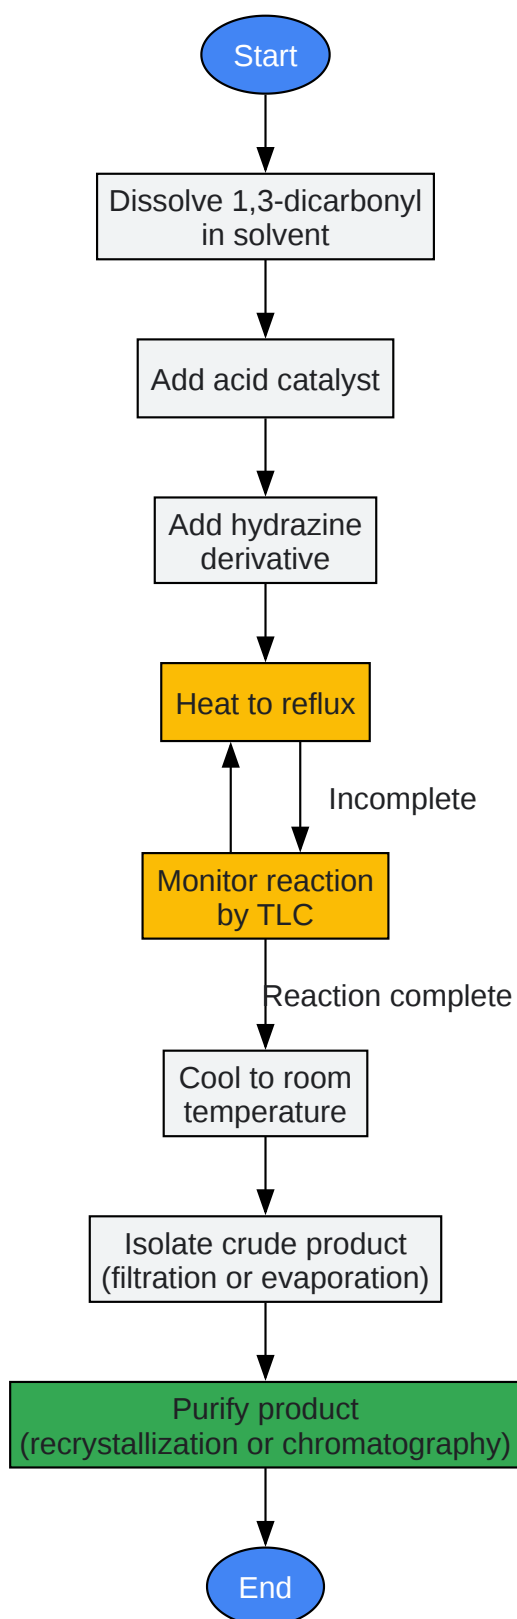 Start
Dissolve 1,3-dicarbonyl
in solvent
Add acid catalyst
Add hydrazine
derivative
Heat to reflux
Incomplete
Monitor reaction
by TLC
Reaction complete
Cool to room
temperature
Isolate crude product
(filtration or evaporation)
Purify product
(recrystallization or chromatography)
End